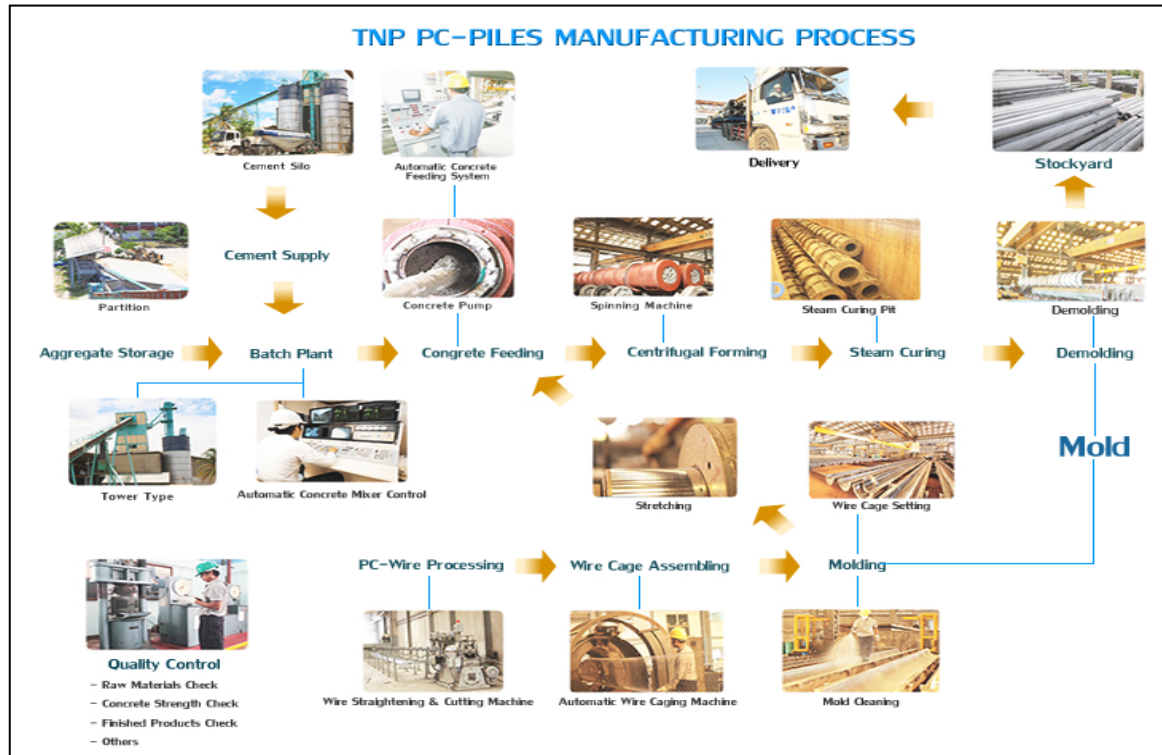 TNP PC-PILES MANUFACTURING PROCESS
Cement Silo
Automatic Concrete
Feeding System
Delivery
Stockyard
Cement Supply
Partition
Concrete Pump
Spinning Machine
Steam Curing Pit
Demolding
Aggregate Storage
Batch Plant
Congrete Feeding
Centrifugal Forming
Steam Curing
Demolding
Mold
Tower Type
Automatic Concrete Mixer Control
Stretching
Wire Cage Setting
PC-Wire Processing
Wire Cage Assembling
Molding
Quality Control
- Raw Materials Check
- Concrete Strength Check
- Finished Products Check
- Others
Wire Straightening & Cutting Machine
Automatic Wire Caging Machine
Mold Cleaning